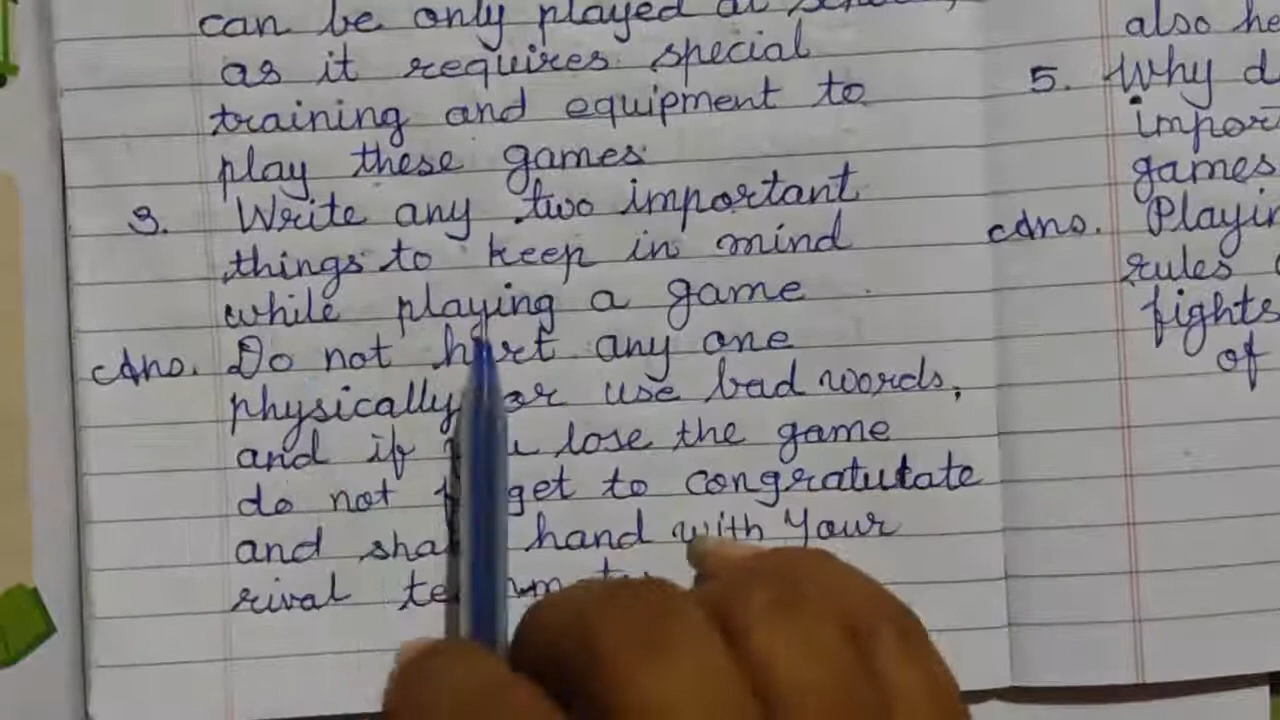 can be only played at
as it requires special
training and equipment to
play these games
3. Write any two important
things to keep in mind
while playing a game
Ans. Do not hurt any one
physically or use bad words,
and if lose the game
do not get to congratutate
and hand with your
rival
also he
5. Why d
impor
games
Ans. Playin
rules
fights
of